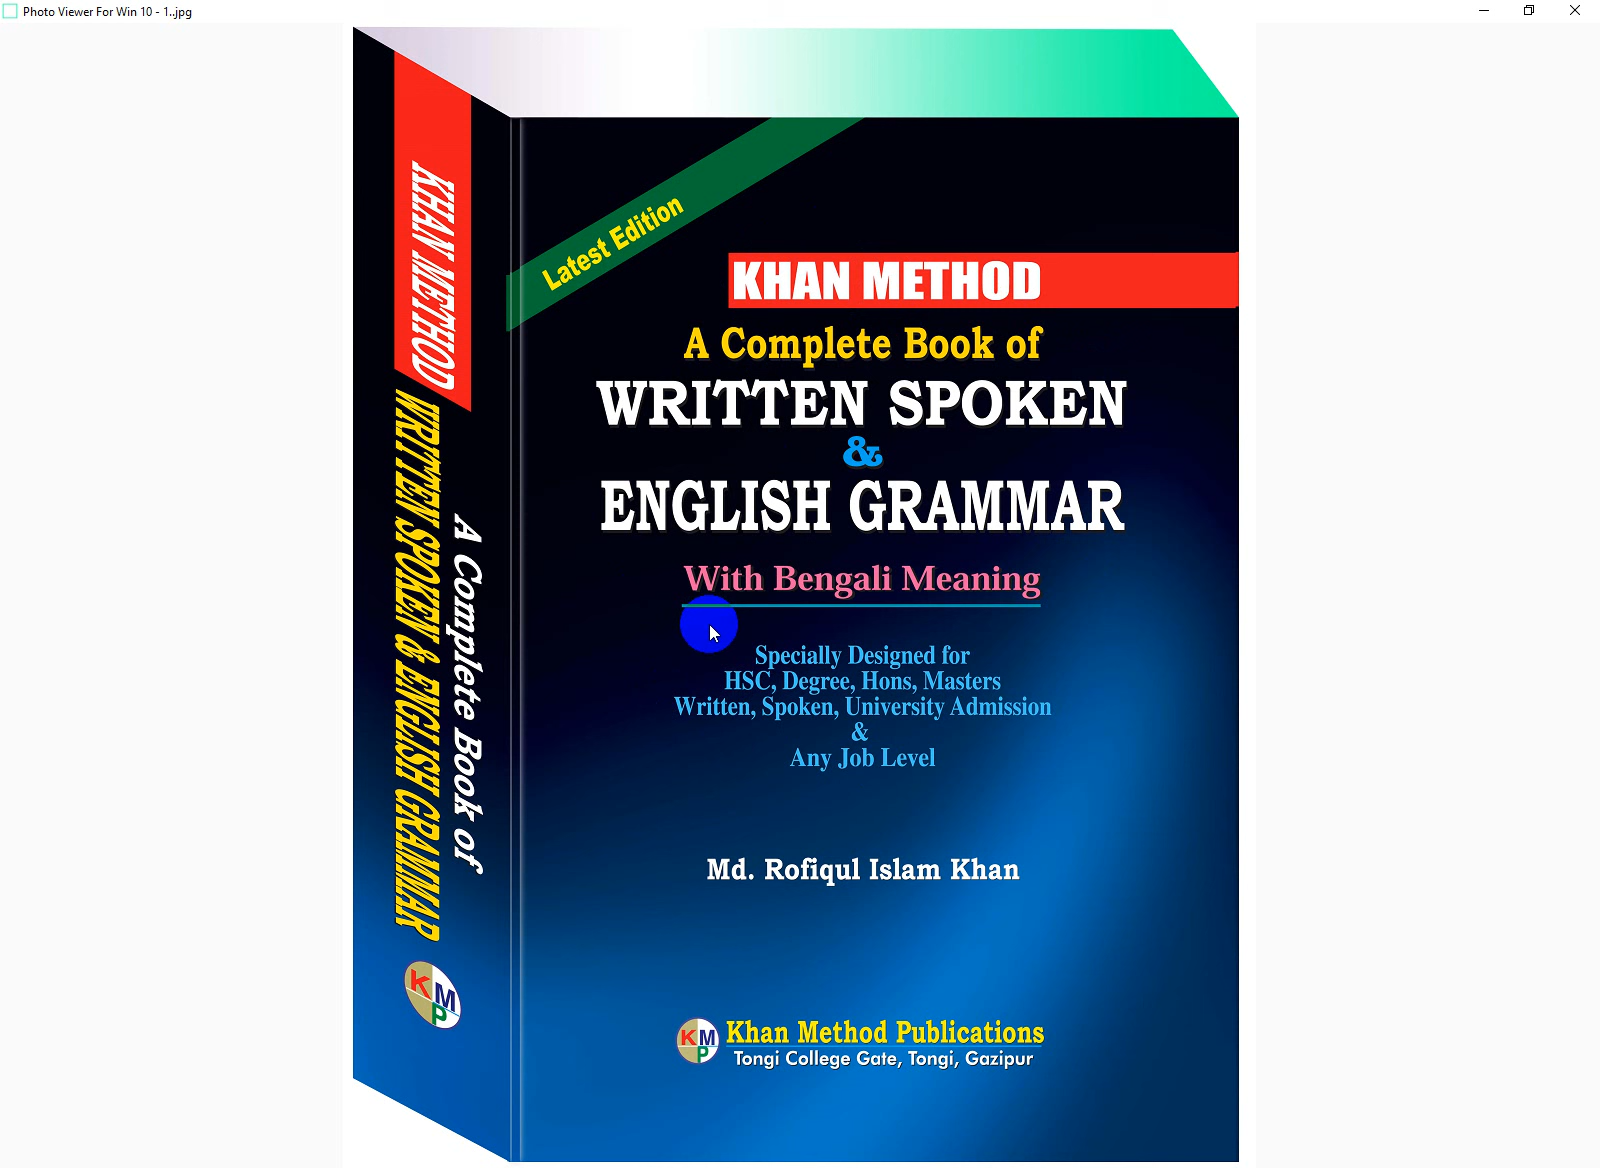 Photo Viewer For Win 10 - 1..jpg
Latest Edition
KHAN METHOD
A Complete Book of
WRITTEN SPOKEN
&
ENGLISH GRAMMAR
With Bengali Meaning
Specially Designed for
HSC, Degree, Hons, Masters
Written, Spoken, University Admission
&
Any Job Level
Md. Rofiqul Islam Khan
KMP
Khan Method Publications
Tongi College Gate, Tongi, Gazipur
KHAN METHOD
A Complete Book of
WRITTEN SPOKEN & ENGLISH GRAMMAR
KMP